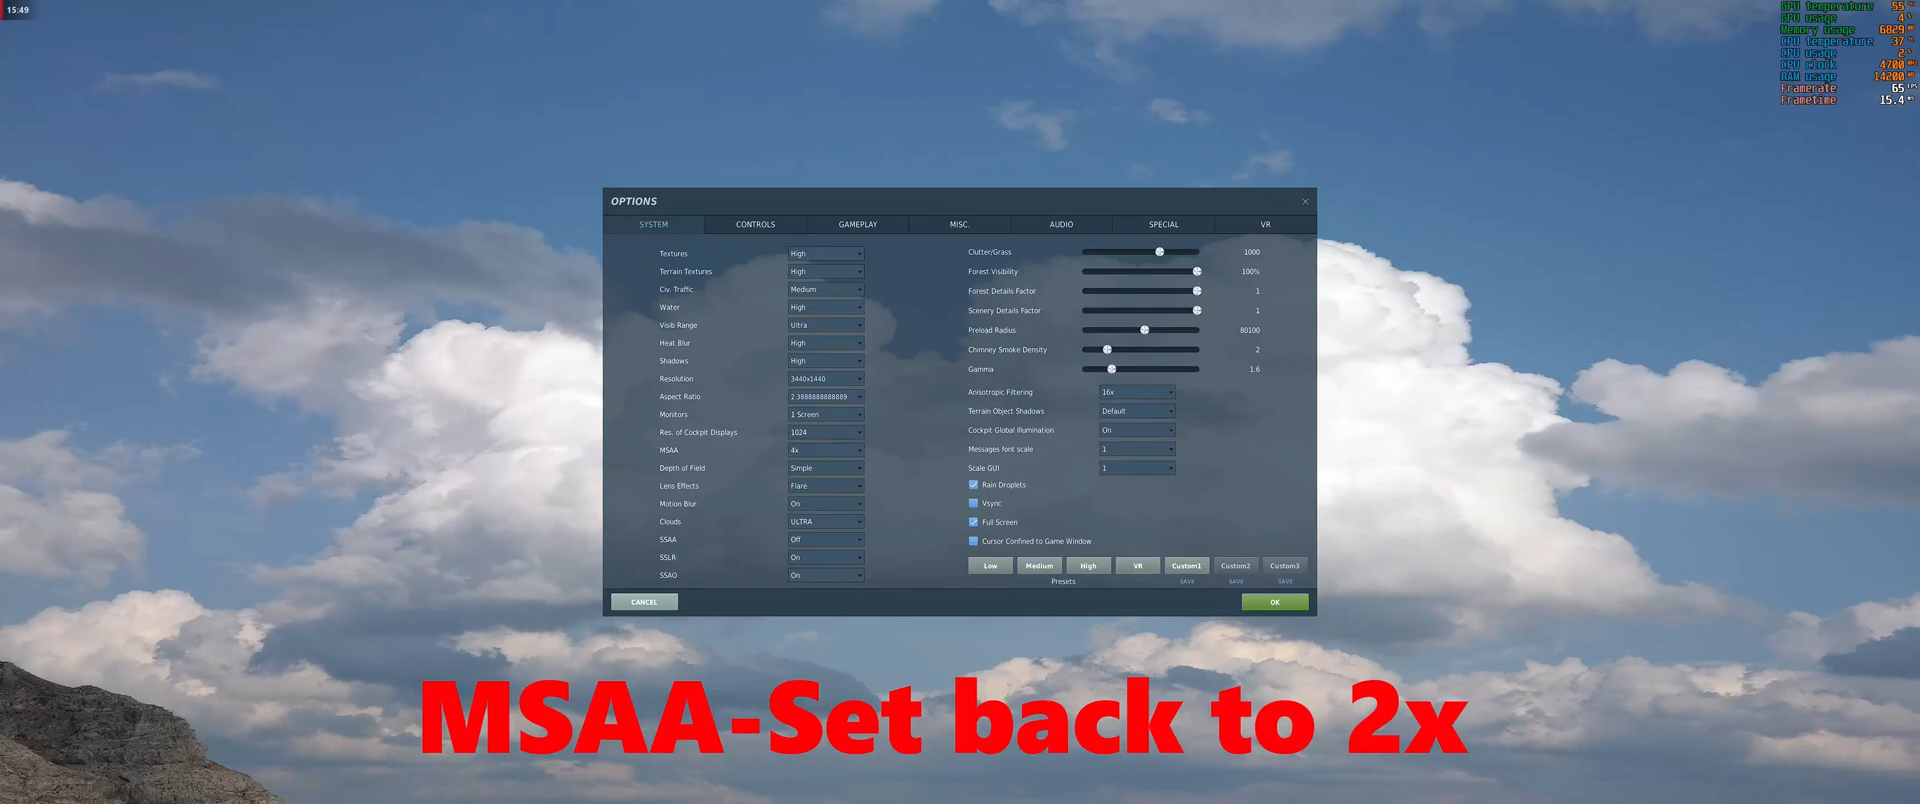 15:49
GPU temperature 55 °C
GPU usage 4 %
Memory usage 6829 MB
CPU temperature 37 °C
CPU usage 2 %
CPU clock 4700 MHz
RAM usage 14200 MB
Framerate 65 FPS
Frametime 15.4 ms
OPTIONS
SYSTEM CONTROLS GAMEPLAY MISC. AUDIO SPECIAL VR
Textures High
Terrain Textures High
Civ. Traffic Medium
Water High
Visib Range Ultra
Heat Blur High
Shadows High
Resolution 3440x1440
Aspect Ratio 2.3888888888889
Monitors 1 Screen
Res. of Cockpit Displays 1024
MSAA 4x
Depth of Field Simple
Lens Effects Flare
Motion Blur On
Clouds ULTRA
SSAA Off
SSLR On
SSAO On
Clutter/Grass 1000
Forest Visibility 100%
Forest Details Factor 1
Scenery Details Factor 1
Preload Radius 80100
Chimney Smoke Density 2
Gamma 1.6
Anisotropic Filtering 16x
Terrain Object Shadows Default
Cockpit Global Illumination On
Messages font scale 1
Scale GUI 1
Rain Droplets
Vsync
Full Screen
Cursor Confined to Game Window
Low Medium High VR Custom1 Custom2 Custom3
Presets SAVE SAVE SAVE
CANCEL OK
MSAA-Set back to 2x